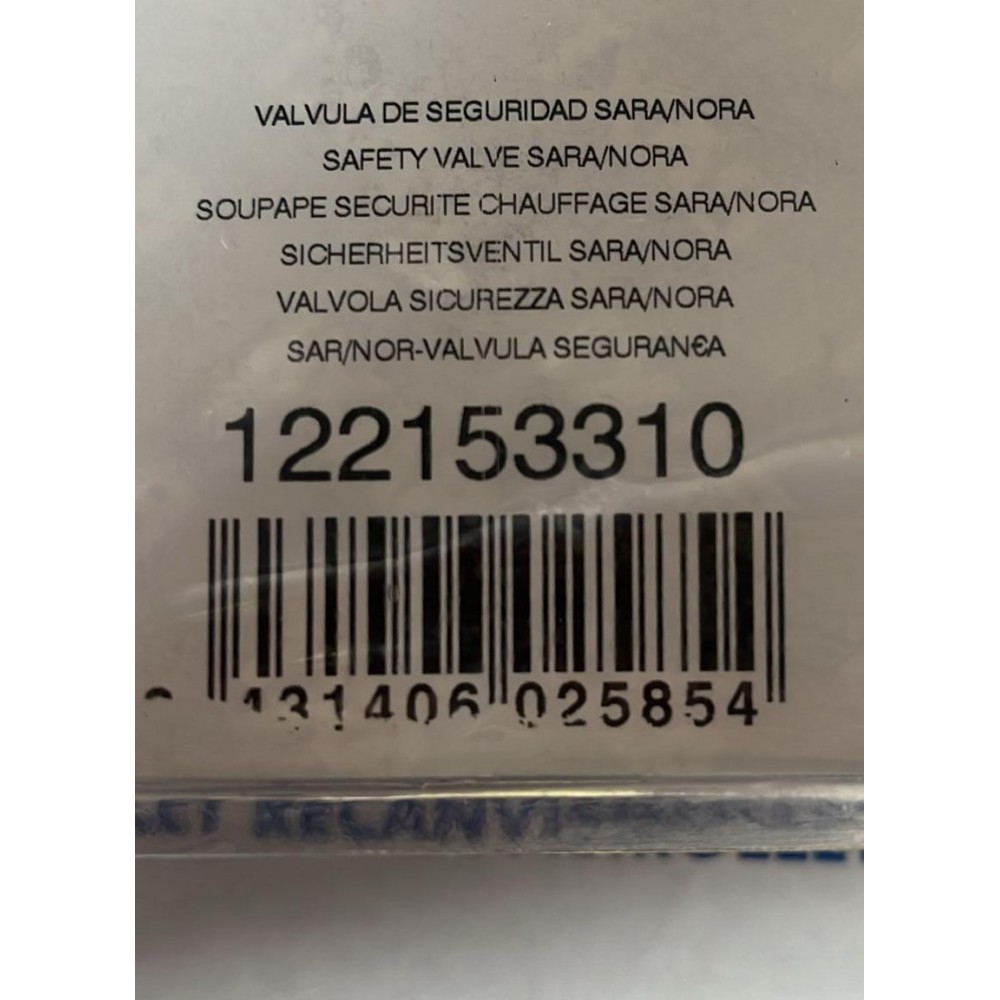 VALVULA DE SEGURIDAD SARA/NORA
SAFETY VALVE SARA/NORA
SOUPAPE SECURITE CHAUFFAGE SARA/NORA
SICHERHEITSVENTIL SARA/NORA
VALVOLA SICUREZZA SARA/NORA
SAR/NOR-VALVULA SEGURAN€A
122153310
431406 025854